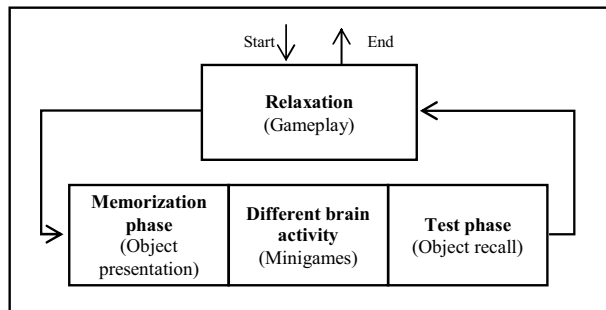 Start
End
Relaxation
(Gameplay)
Memorization
phase
(Object
presentation)
Different brain
activity
(Minigames)
Test phase
(Object recall)